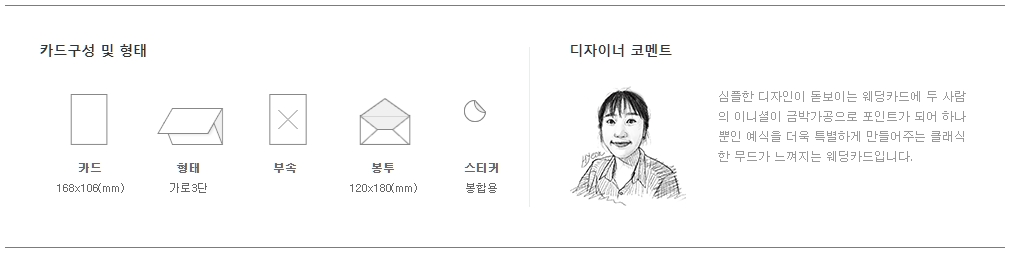 카드구성 및 형태
카드
168x106(mm)
형태
가로3단
부속
봉투
120x180(mm)
스티커
봉합용
디자이너 코멘트
심플한 디자인이 돋보이는 웨딩카드에 두 사람
의 이니셜이 금박가공으로 포인트가 되어 하나
뿐인 예식을 더욱 특별하게 만들어주는 클래식
한 무드가 느껴지는 웨딩카드입니다.